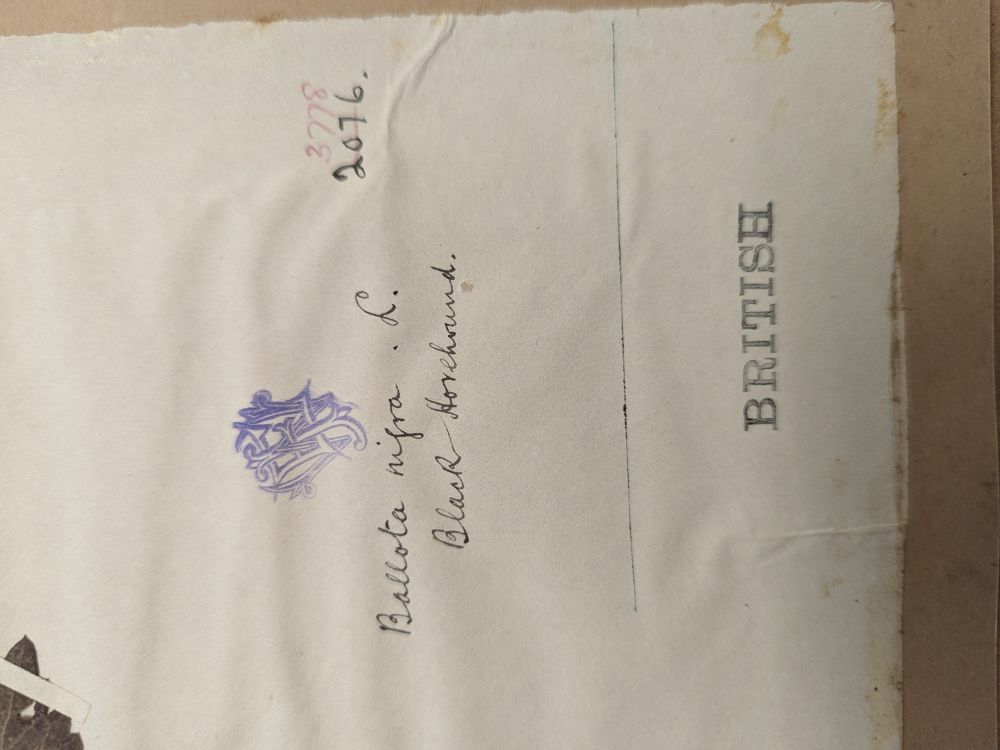 3778
2076.
Ballota nigra. L.
Black Horehound.
BRITISH